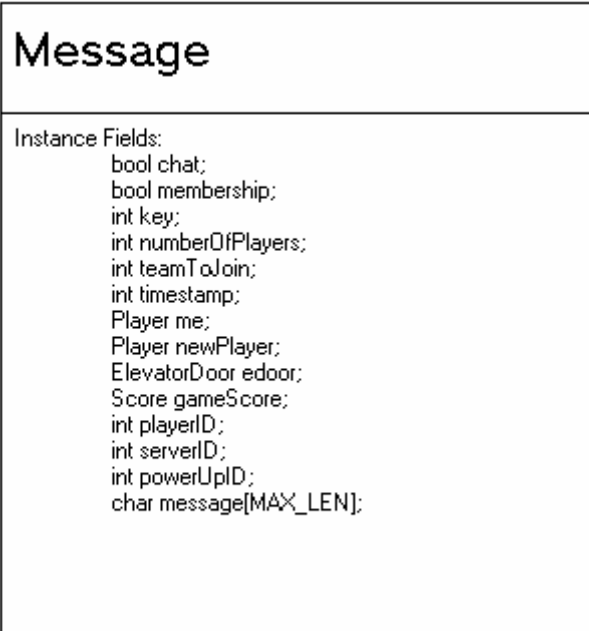 Message
Instance Fields:
bool chat;
bool membership;
int key;
int numberOfPlayers;
int teamToJoin;
int timestamp;
Player me;
Player newPlayer;
ElevatorDoor edoor;
Score gameScore;
int playerID;
int serverID;
int powerUpID;
char message[MAX_LEN];